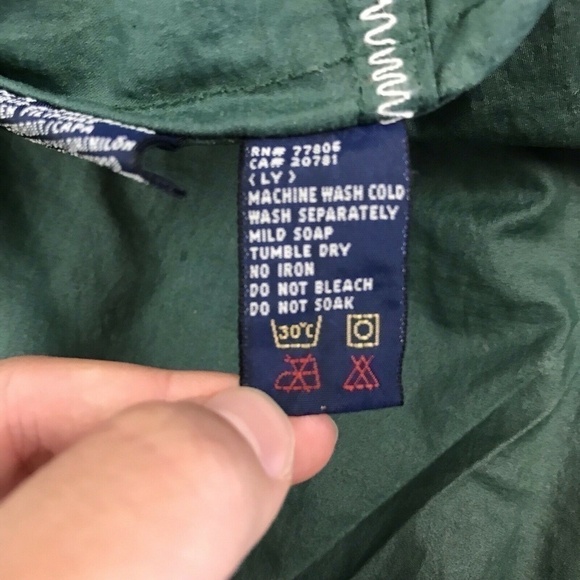 /CAPA
RN# 77806
CA# 20781
(LY)
MACHINE WASH COLD
WASH SEPARATELY
MILD SOAP
TUMBLE DRY
NO IRON
DO NOT BLEACH
DO NOT SOAK
30°C